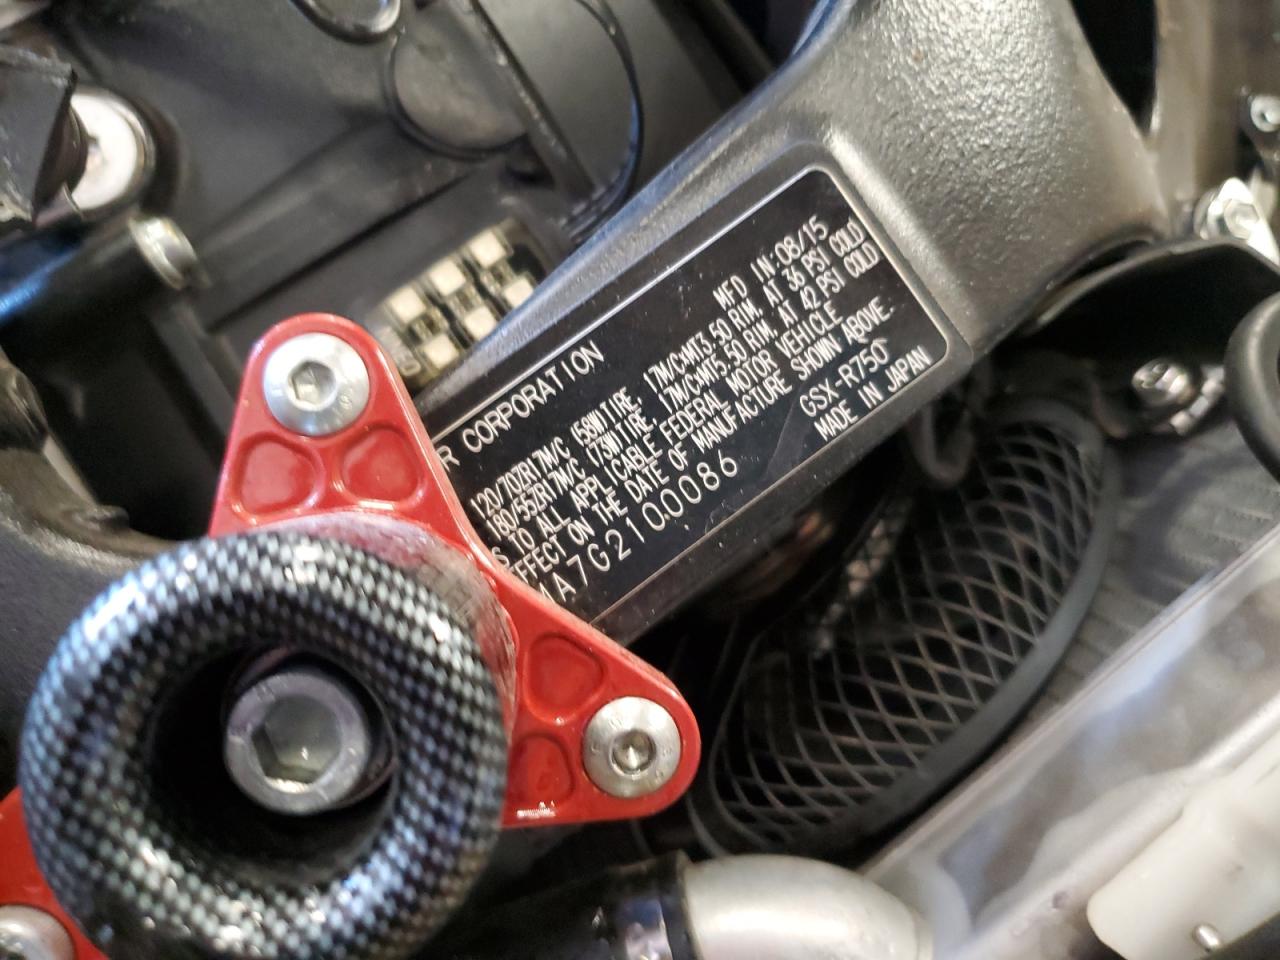 CORPORATION
MFD IN:08/15
120/70ZR17M/C (58W)TIRE, 17M/C×MT3.50 RIM, AT 36 PSI COLD
180/55ZR17M/C (73W)TIRE, 17M/C×MT5.50 RIM, AT 42 PSI COLD
S TO ALL APPLICABLE FEDERAL MOTOR VEHICLE
EFFECT ON THE DATE OF MANUFACTURE SHOWN ABOVE.
A7G2100086
GSX-R750
MADE IN JAPAN